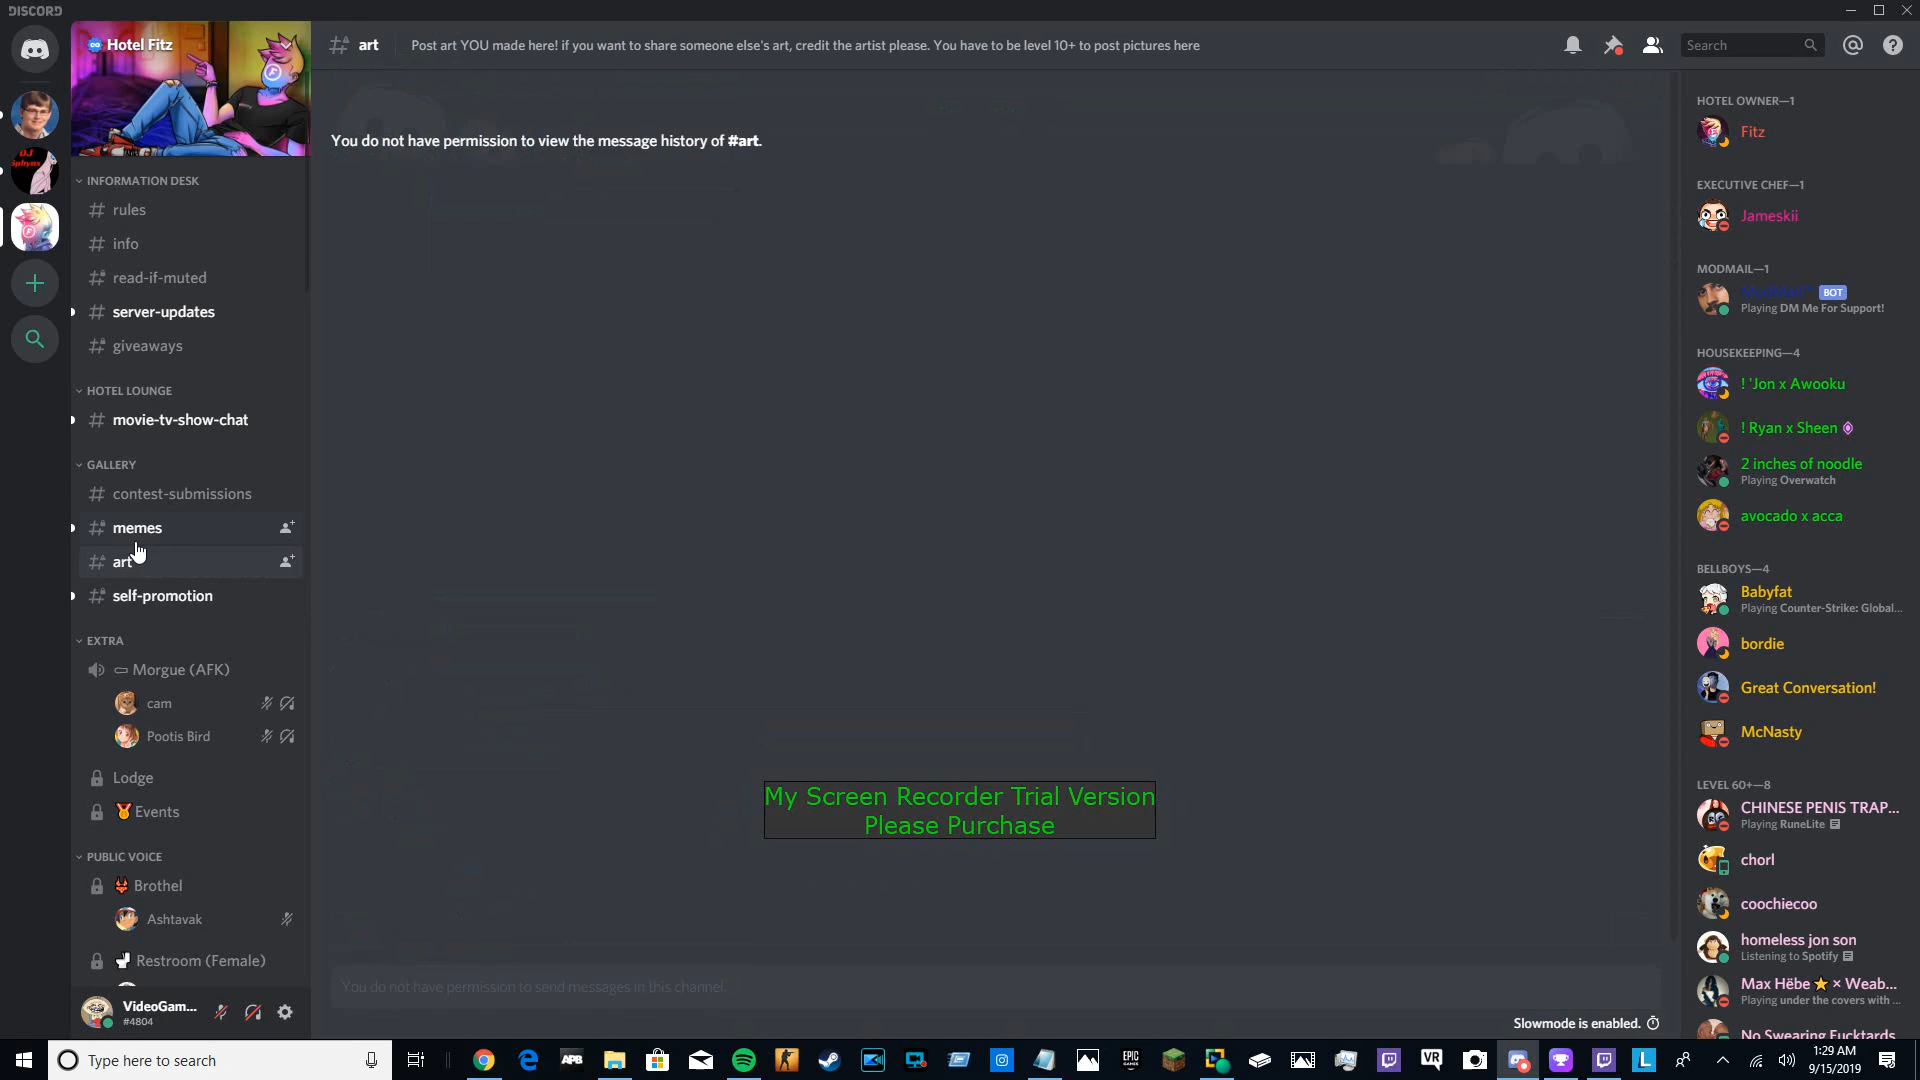 DISCORD
Hotel Fitz
art
Post art YOU made here! if you want to share someone else's art, credit the artist please. You have to be level 10+ to post pictures here
Search
INFORMATION DESK
rules
info
read-if-muted
server-updates
giveaways
HOTEL LOUNGE
movie-tv-show-chat
GALLERY
contest-submissions
memes
art
self-promotion
EXTRA
Morgue (AFK)
cam
Pootis Bird
Lodge
Events
PUBLIC VOICE
Brothel
Ashtavak
Restroom (Female)
VideoGam...
#4804
You do not have permission to view the message history of #art.
My Screen Recorder Trial Version
Please Purchase
You do not have permission to send messages in this channel.
Slowmode is enabled.
HOTEL OWNER—1
Fitz
EXECUTIVE CHEF—1
Jameskii
MODMAIL—1
BOT
Playing DM Me For Support!
HOUSEKEEPING—4
! 'Jon x Awooku
! Ryan x Sheen
2 inches of noodle
Playing Overwatch
avocado x acca
BELLBOYS—4
Babyfat
Playing Counter-Strike: Global...
bordie
Great Conversation!
McNasty
LEVEL 60+—8
CHINESE PENIS TRAP...
Playing RuneLite
chorl
coochiecoo
homeless jon son
Listening to Spotify
Max Hëbe ⭐ × Weab...
Playing under the covers with ...
No Swearing Fucktards
Type here to search
APB
EPIC GAMES
VR
L
1:29 AM
9/15/2019